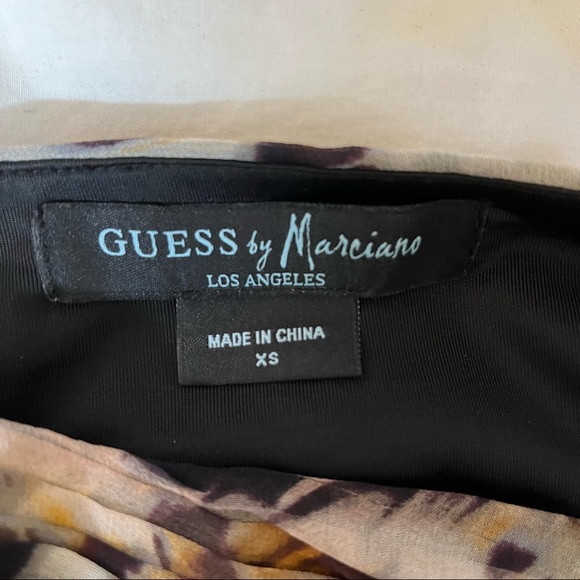 GUESS by Marciano
LOS ANGELES
MADE IN CHINA
XS